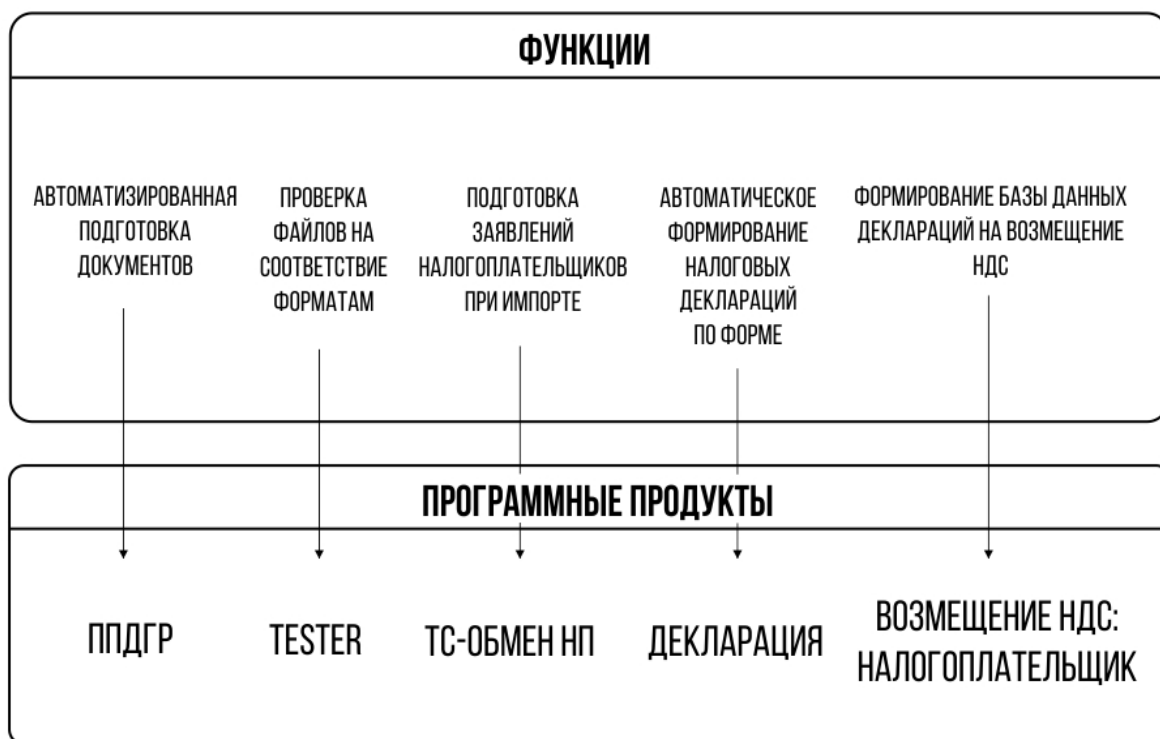 ФУНКЦИИ
АВТОМАТИЗИРОВАННАЯ
ПОДГОТОВКА
ДОКУМЕНТОВ
ПРОВЕРКА
ФАЙЛОВ НА
СООТВЕТСТВИЕ
ФОРМАТАМ
ПОДГОТОВКА
ЗАЯВЛЕНИЙ
НАЛОГОПЛАТЕЛЬЩИКОВ
ПРИ ИМПОРТЕ
АВТОМАТИЧЕСКОЕ
ФОРМИРОВАНИЕ
НАЛОГОВЫХ
ДЕКЛАРАЦИЙ
ПО ФОРМЕ
ФОРМИРОВАНИЕ БАЗЫ ДАННЫХ
ДЕКЛАРАЦИЙ НА ВОЗМЕЩЕНИЕ
НДС
ПРОГРАММНЫЕ ПРОДУКТЫ
ППДГР
TESTER
ТС-ОБМЕН НП
ДЕКЛАРАЦИЯ
ВОЗМЕЩЕНИЕ НДС:
НАЛОГОПЛАТЕЛЬЩИК